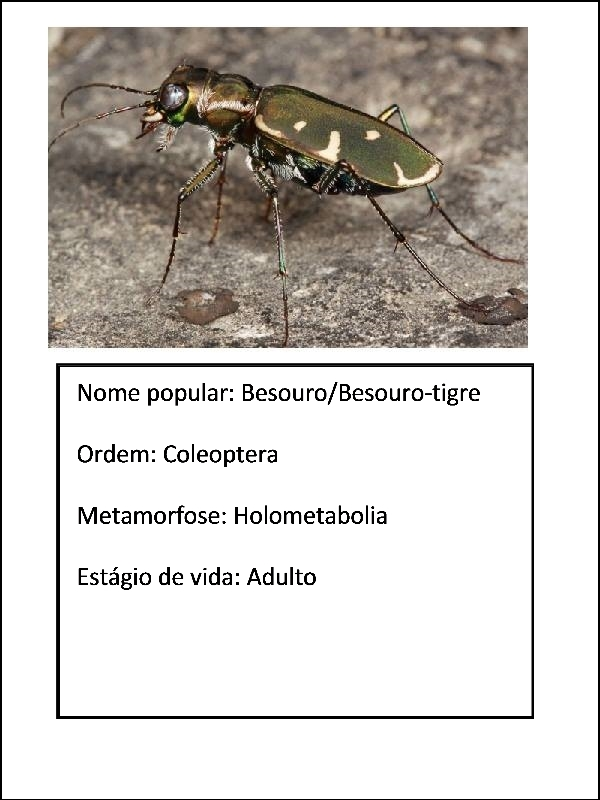 Nome popular: Besouro/Besouro-tigre
Ordem: Coleoptera
Metamorfose: Holometabolia
Estágio de vida: Adulto